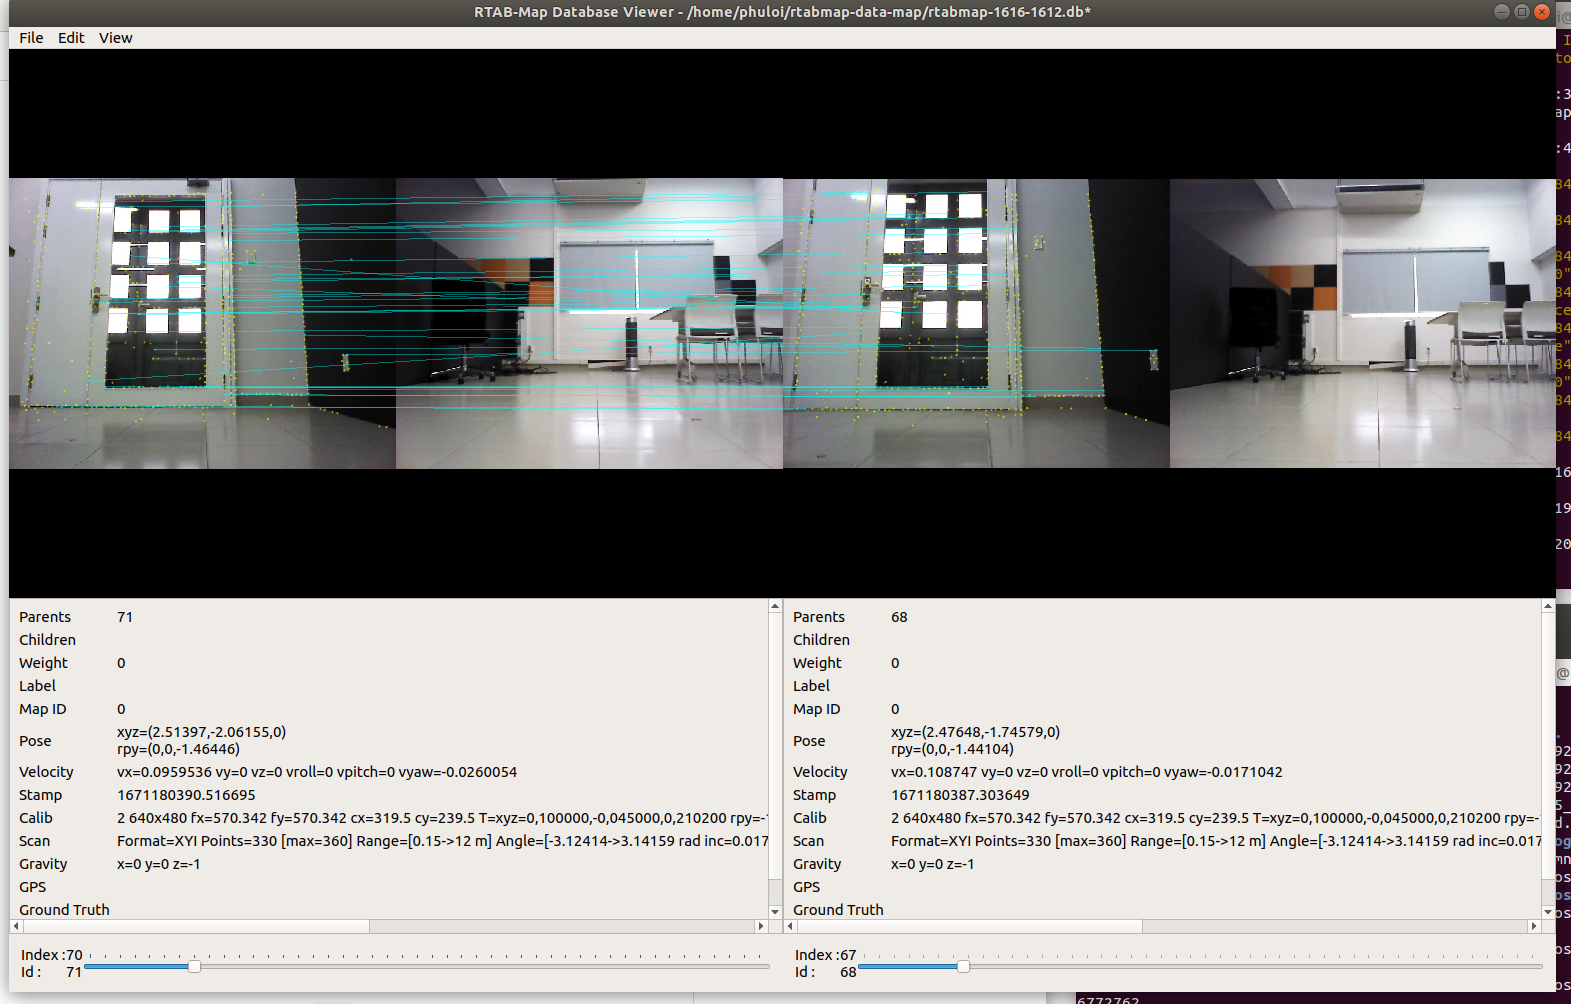 RTAB-Map Database Viewer - /home/phuloi/rtabmap-data-map/rtabmap-1616-1612.db*
File Edit View
Parents 71
Children
Weight 0
Label
Map ID 0
Pose xyz=(2.51397,-2.06155,0)
rpy=(0,0,-1.46446)
Velocity vx=0.0959536 vy=0 vz=0 vroll=0 vpitch=0 vyaw=-0.0260054
Stamp 1671180390.516695
Calib 2 640x480 fx=570.342 fy=570.342 cx=319.5 cy=239.5 T=xyz=0,100000,-0,045000,0,210200 rpy=-
Scan Format=XYI Points=330 [max=360] Range=[0.15->12 m] Angle=[-3.12414->3.14159 rad inc=0.017
Gravity x=0 y=0 z=-1
GPS
Ground Truth
Index :70
Id : 71
Parents 68
Children
Weight 0
Label
Map ID 0
Pose xyz=(2.47648,-1.74579,0)
rpy=(0,0,-1.44104)
Velocity vx=0.108747 vy=0 vz=0 vroll=0 vpitch=0 vyaw=-0.0171042
Stamp 1671180387.303649
Calib 2 640x480 fx=570.342 fy=570.342 cx=319.5 cy=239.5 T=xyz=0,100000,-0,045000,0,210200 rpy=-
Scan Format=XYI Points=330 [max=360] Range=[0.15->12 m] Angle=[-3.12414->3.14159 rad inc=0.017
Gravity x=0 y=0 z=-1
GPS
Ground Truth
Index :67
Id : 68
6772762